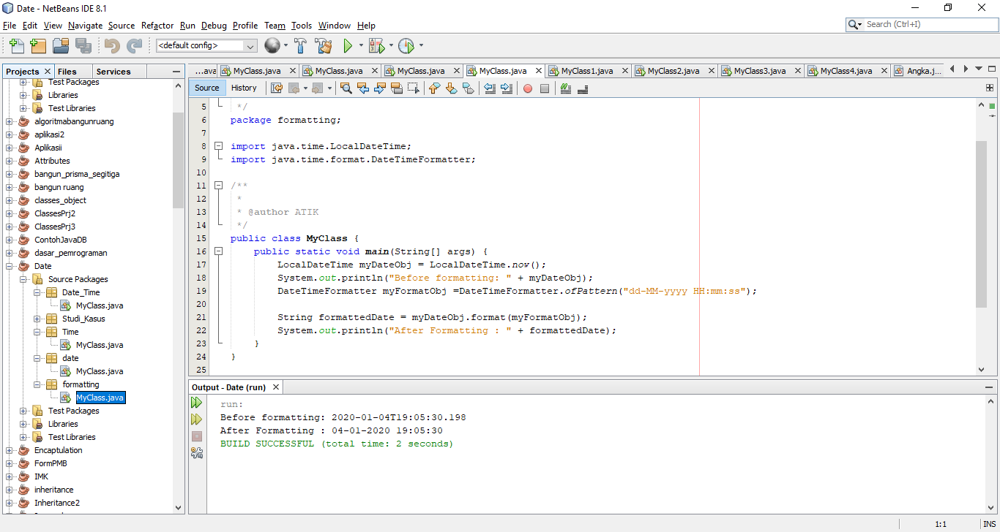 Date - NetBeans IDE 8.1
File Edit View Navigate Source Refactor Run Debug Profile Team Tools Window Help
Search (Ctrl+I)
<default config>
Projects Files Services
...ava MyClass.java MyClass.java MyClass.java MyClass.java MyClass1.java MyClass2.java MyClass3.java MyClass4.java Angka.j...
Source History
Test Packages
Libraries
Test Libraries
algoritmabangunruang
aplikasi2
Aplikasii
Attributes
bangun_prisma_segitiga
bangun ruang
classes_object
ClassesPrj2
ClassesPrj3
ContohJavaDB
dasar_pemrograman
Date
Source Packages
Date_Time
MyClass.java
Studi_Kasus
Time
MyClass.java
date
MyClass.java
formatting
MyClass.java
Test Packages
Libraries
Test Libraries
Encaptulation
FormPMB
IMK
inheritance
Inheritance2
5 */
6 package formatting;
7
8 import java.time.LocalDateTime;
9 import java.time.format.DateTimeFormatter;
10
11 /**
12 *
13 * @author ATIK
14 */
15 public class MyClass {
16 public static void main(String[] args) {
17 LocalDateTime myDateObj = LocalDateTime.now();
18 System.out.println("Before formatting: " + myDateObj);
19 DateTimeFormatter myFormatObj =DateTimeFormatter.ofPattern("dd-MM-yyyy HH:mm:ss");
20
21 String formattedDate = myDateObj.format(myFormatObj);
22 System.out.println("After Formatting : " + formattedDate);
23 }
24 }
25
Output - Date (run)
run:
Before formatting: 2020-01-04T19:05:30.198
After Formatting : 04-01-2020 19:05:30
BUILD SUCCESSFUL (total time: 2 seconds)
1:1 INS